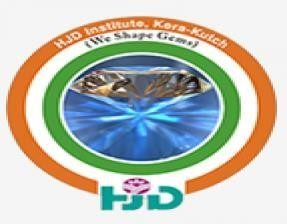 HJD Institute, Kera-Kutch
(We Shape Gems)
HJD